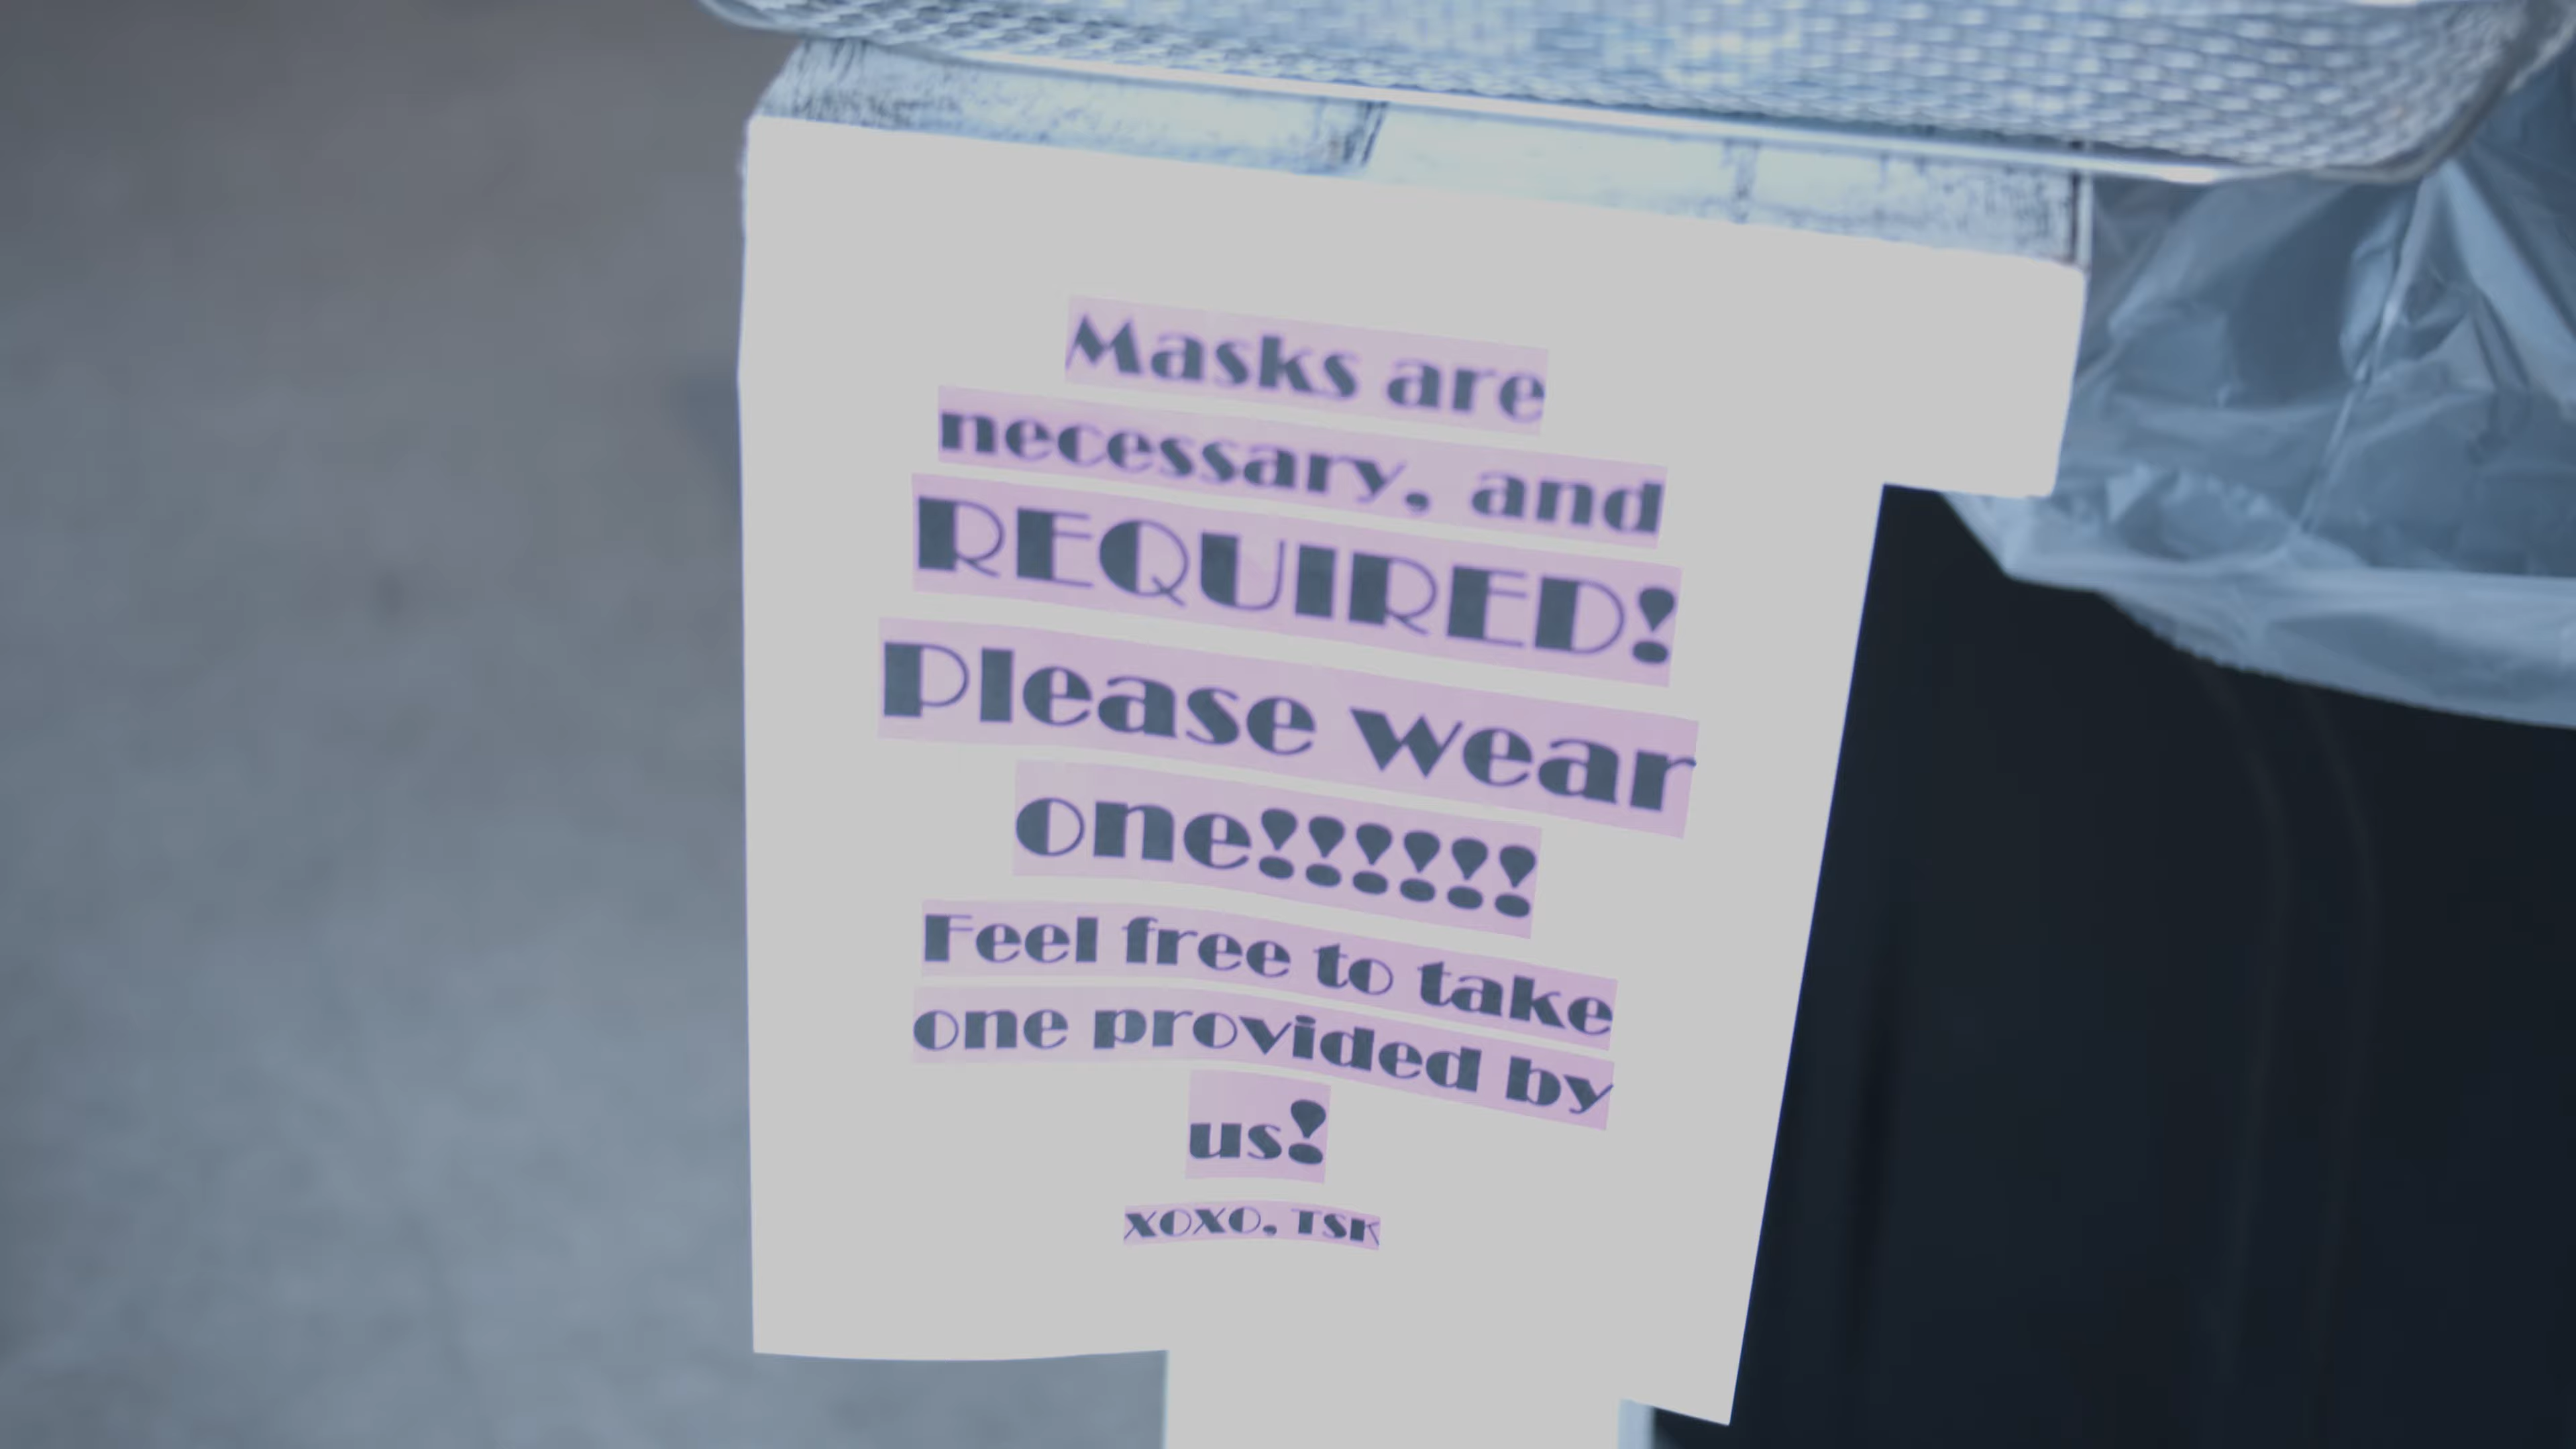 Masks are
necessary, and
REQUIRED!
Please wear
one!!!!!!
Feel free to take
one provided by
us!
XOXO, TSK